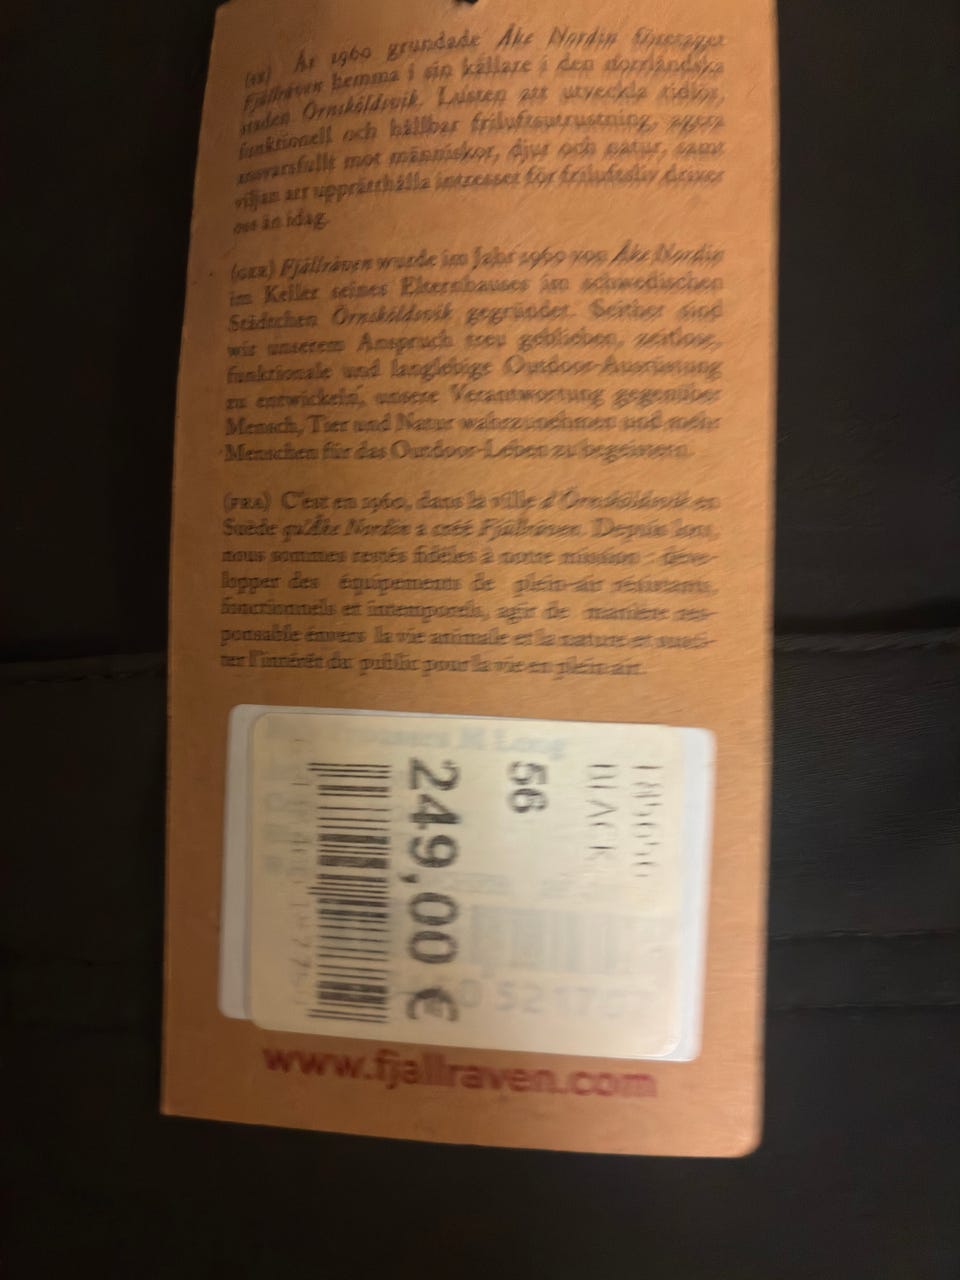 (SE) År 1960 grundade Åke Nordin företaget
Fjällräven hemma i sin källare i den norrländska
staden Örnsköldsvik. Lusten att utveckla tidlös,
funktionell och hållbar friluftsutrustning, agera
ansvarsfullt mot människor, djur och natur, samt
viljan att upprätthålla intresset för friluftsliv driver
oss än idag.
(GER) Fjällräven wurde im Jahr 1960 von Åke Nordin
im Keller seines Elternhauses im schwedischen
Städtchen Örnsköldsvik gegründet. Seither sind
wir unserem Anspruch treu geblieben, zeitlose,
funktionale und langlebige Outdoor-Ausrüstung
zu entwickeln, unsere Verantwortung gegenüber
Mensch, Tier und Natur wahrzunehmen und mehr
Menschen für das Outdoor-Leben zu begeistern.
(FRA) C'est en 1960, dans la ville d'Örnsköldsvik en
Suède qu'Åke Nordin a créé Fjällräven. Depuis lors,
nous sommes restés fidèles à notre mission : déve-
lopper des équipements de plein-air résistants,
fonctionnels et intemporels, agir de manière res-
ponsable envers la vie animale et la nature et susci-
ter l'intérêt du public pour la vie en plein air.
Trousers M Long
BLACK
56
249,00 €
www.fjallraven.com